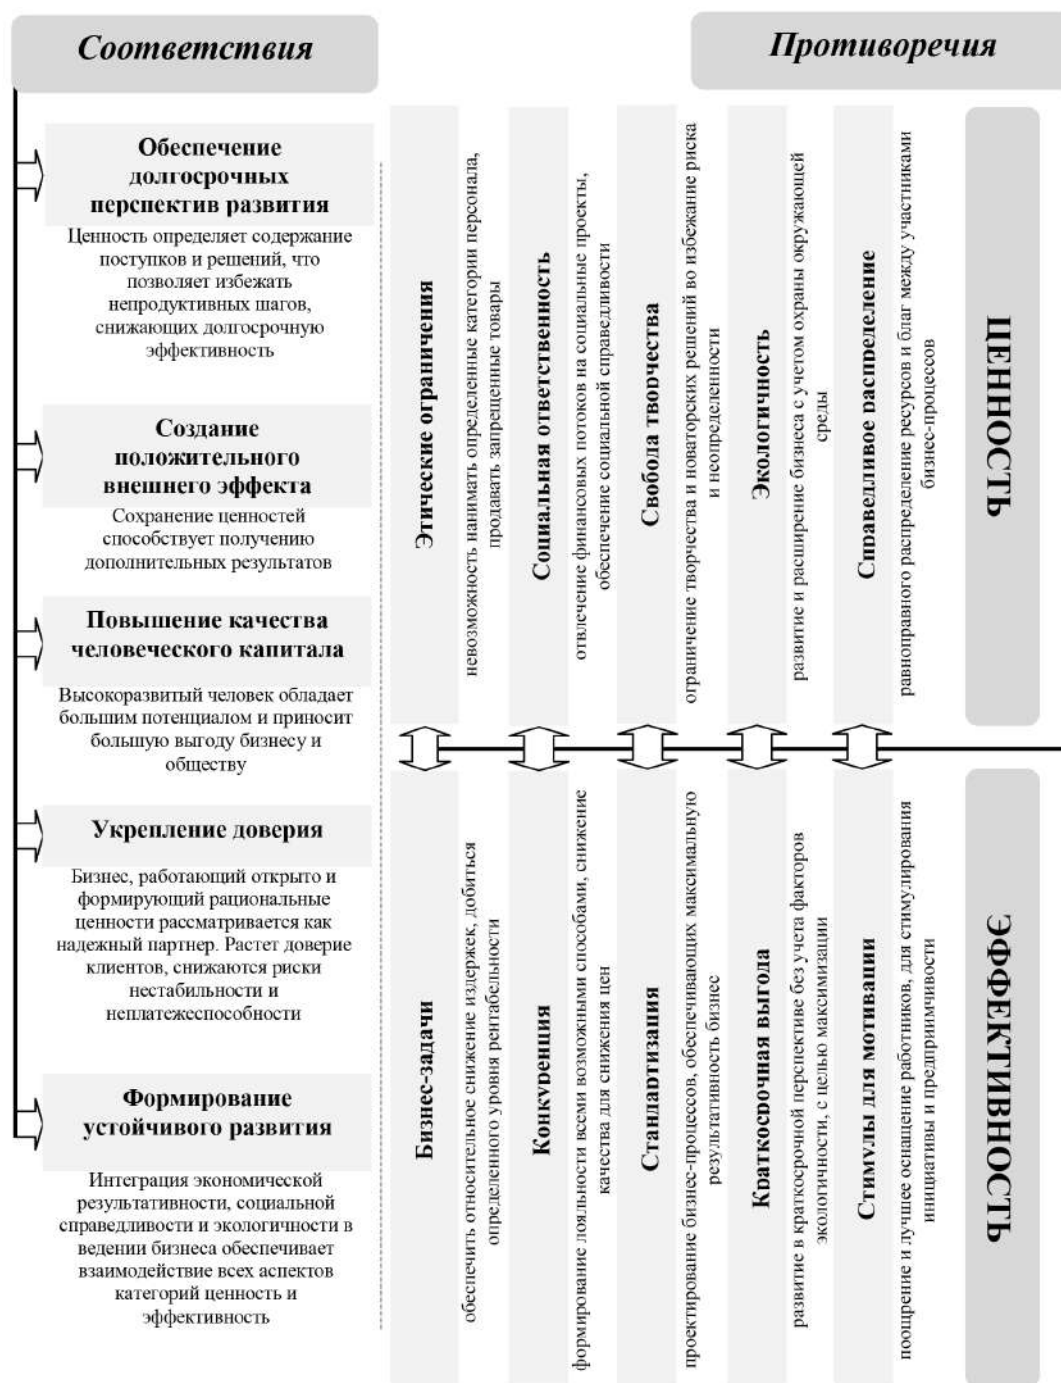 Соответствия
Противоречия
Обеспечение
долгосрочных
перспектив развития
Ценность определяет содержание
поступков и решений, что
позволяет избежать
непродуктивных шагов,
снижающих долгосрочную
эффективность
Создание
положительного
внешнего эффекта
Сохранение ценностей
способствует получению
дополнительных результатов
Повышение качества
человеческого капитала
Высокоразвитый человек обладает
большим потенциалом и приносит
большую выгоду бизнесу и
обществу
Укрепление доверия
Бизнес, работающий открыто и
формирующий рациональные
ценности рассматривается как
надежный партнер. Растет доверие
клиентов, снижаются риски
нестабильности и
неплатежеспособности
Формирование
устойчивого развития
Интеграция экономической
результативности, социальной
справедливости и экологичности в
ведении бизнеса обеспечивает
взаимодействие всех аспектов
категорий ценность и
эффективность
Этические ограничения
невозможность нанимать определенные категории персонала,
продавать запрещенные товары
Социальная ответственность
отвлечение финансовых потоков на социальные проекты,
обеспечение социальной справедливости
Свобода творчества
ограничение творчества и новаторских решений во избежание риска
и неопределенности
Экологичность
развитие и расширение бизнеса с учетом охраны окружающей
среды
Справедливое распределение
равноправного распределение ресурсов и благ между участниками
бизнес-процессов
ЦЕННОСТЬ
Бизнес-задачи
обеспечить относительное снижение издержек, добиться
определенного уровня рентабельности
Конкуренция
формирование лояльности всеми возможными способами, снижение
качества для снижения цен
Стандартизация
проектирование бизнес-процессов, обеспечивающих максимальную
результативность бизнес
Краткосрочная выгода
развитие в краткосрочной перспективе без учета факторов
экологичности, с целью максимизации
Стимулы для мотивации
поощрение и лучшее оснащение работников, для стимулирования
инициативы и предприимчивости
ЭФФЕКТИВНОСТЬ